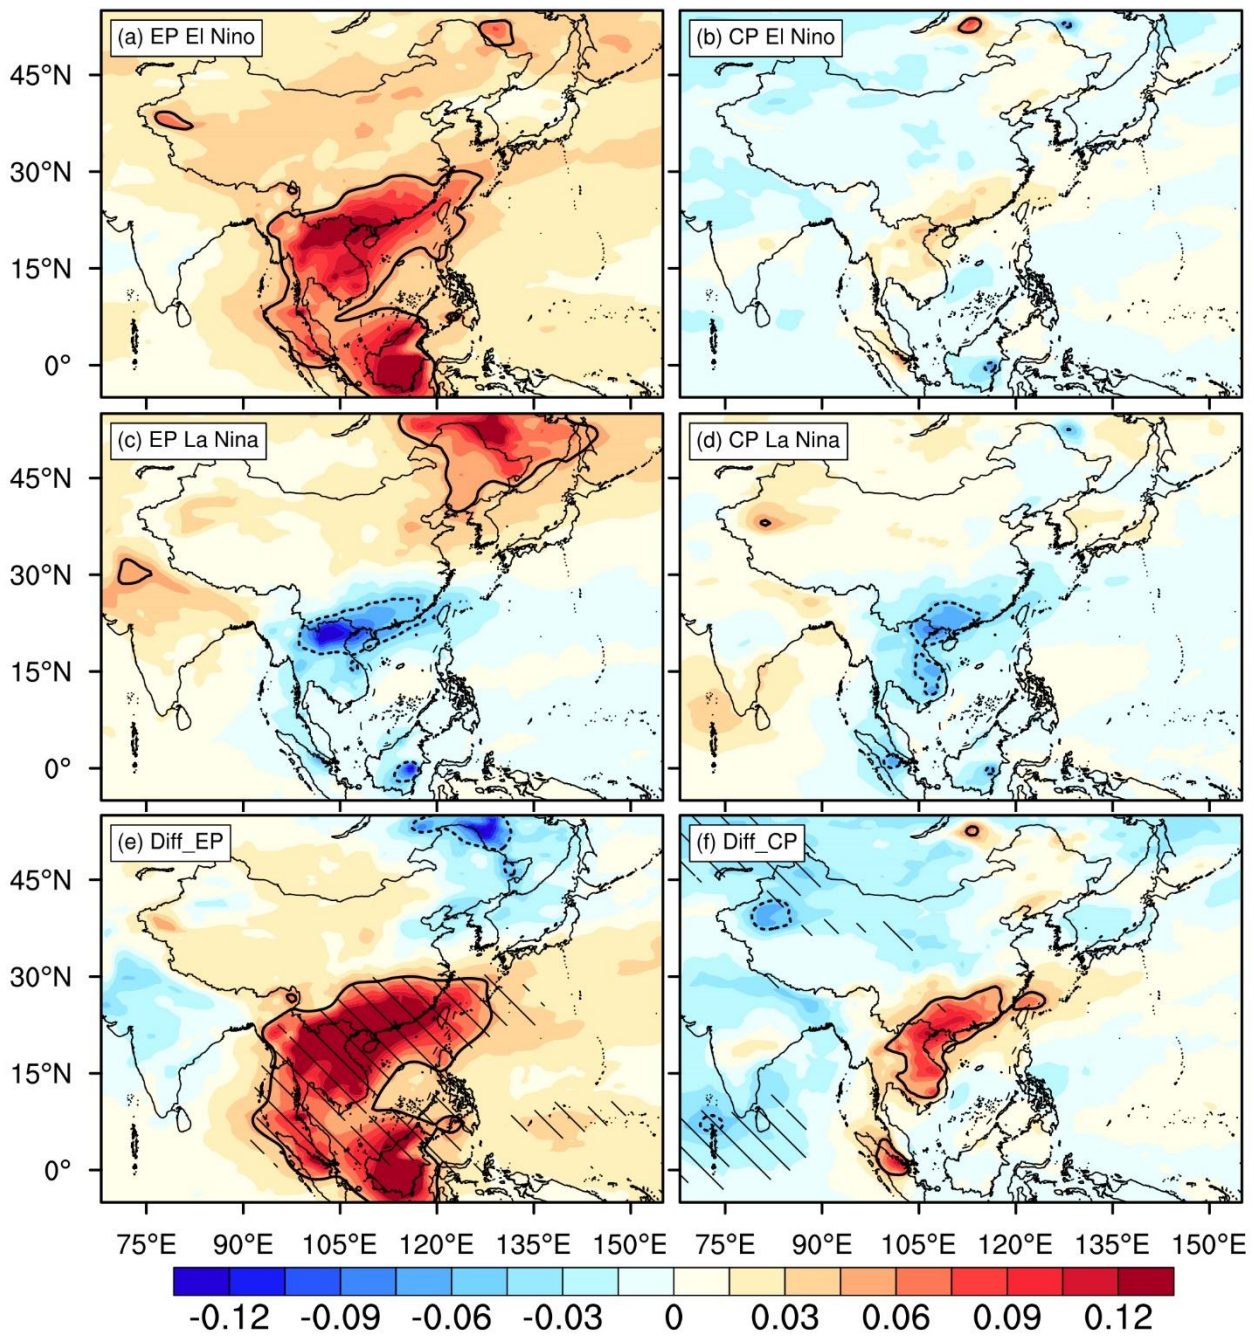 (a) EP El Nino
(b) CP El Nino
45°N
30°N
15°N
0°
(c) EP La Nina
(d) CP La Nina
45°N
30°N
15°N
0°
(e) Diff_EP
(f) Diff_CP
45°N
30°N
15°N
0°
75°E 90°E 105°E 120°E 135°E 150°E 75°E 90°E 105°E 120°E 135°E 150°E
-0.12 -0.09 -0.06 -0.03 0 0.03 0.06 0.09 0.12